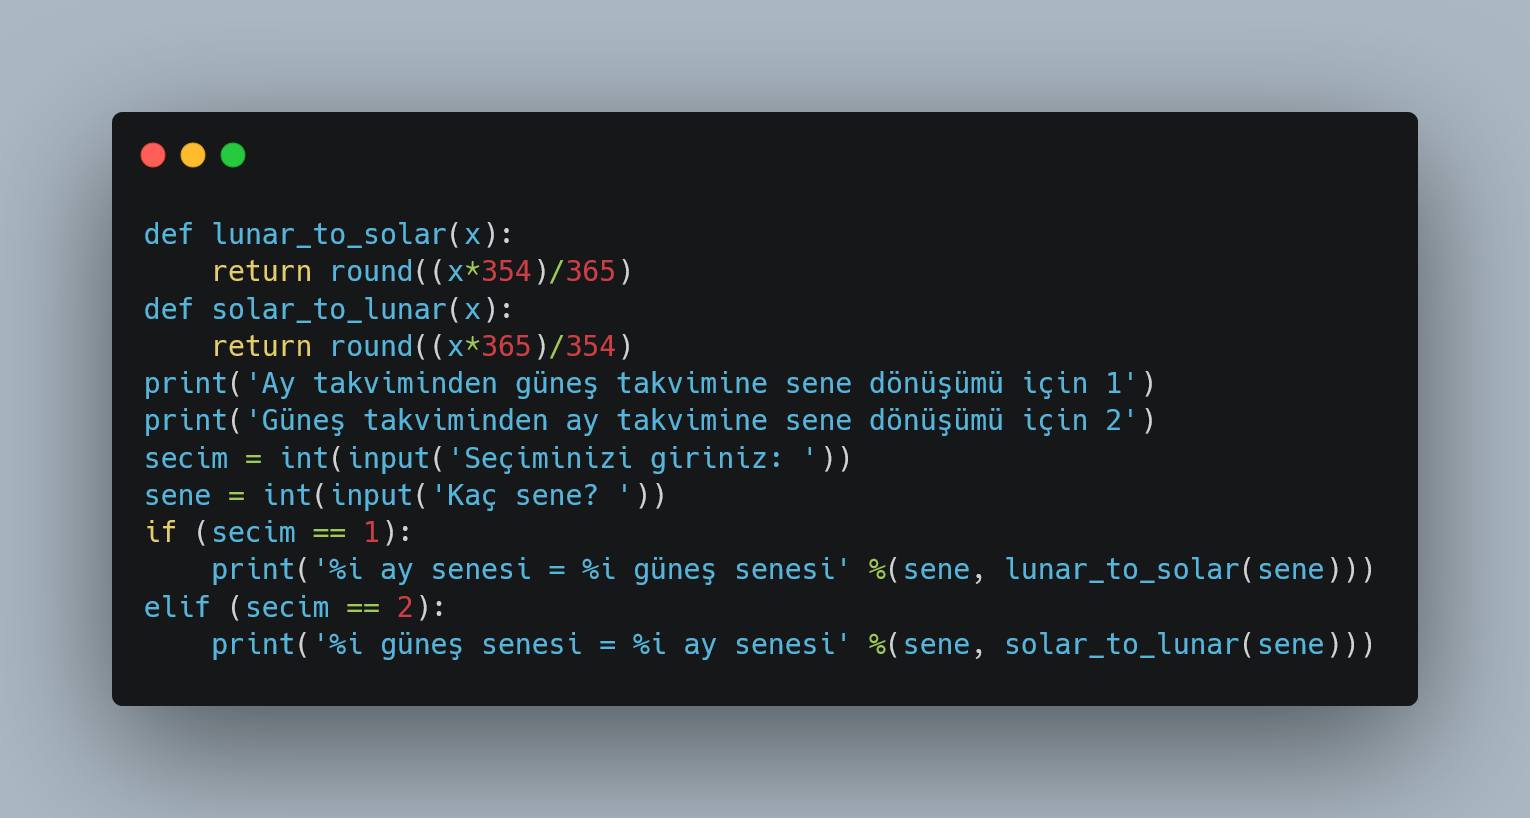 def lunar_to_solar(x):
    return round((x*354)/365)
def solar_to_lunar(x):
    return round((x*365)/354)
print('Ay takviminden güneş takvimine sene dönüşümü için 1')
print('Güneş takviminden ay takvimine sene dönüşümü için 2')
secim = int(input('Seçiminizi giriniz: '))
sene = int(input('Kaç sene? '))
if (secim == 1):
    print('%i ay senesi = %i güneş senesi' %(sene, lunar_to_solar(sene)))
elif (secim == 2):
    print('%i güneş senesi = %i ay senesi' %(sene, solar_to_lunar(sene)))